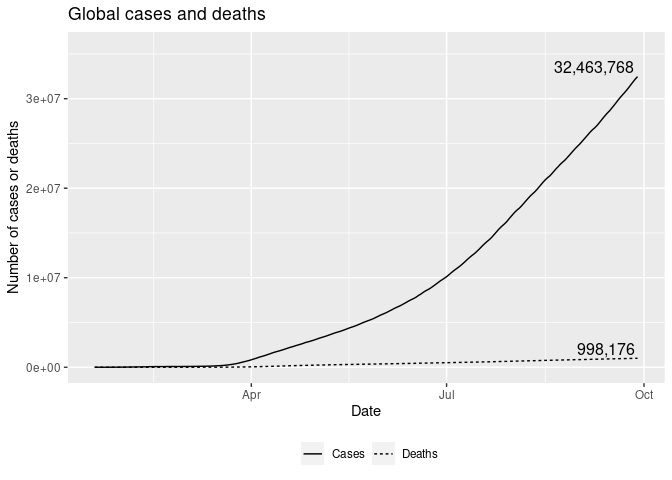 Global cases and deaths
Number of cases or deaths
3e+07
2e+07
1e+07
0e+00
32,463,768
998,176
Apr
Jul
Oct
Date
Cases
Deaths